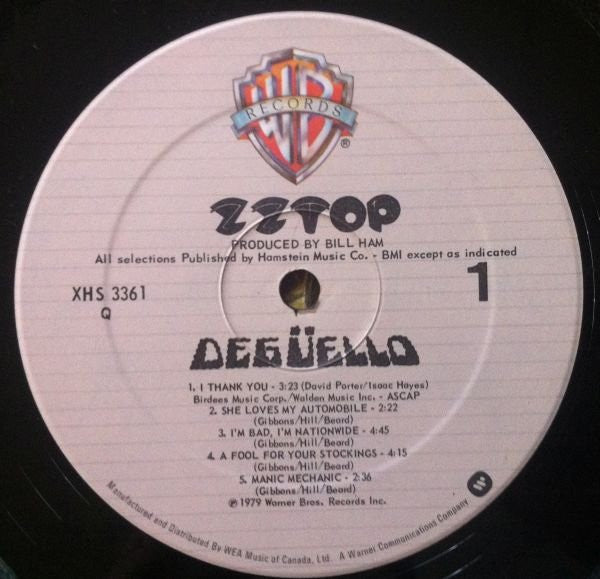 WB
RECORDS
®
ZZ TOP
PRODUCED BY BILL HAM
All selections Published by Hamstein Music Co. - BMI except as indicated
XHS 3361
Q
1
DEGÜELLO
1. I THANK YOU - 3:23 (David Porter/Isaac Hayes)
Birdees Music Corp./Walden Music Inc. - ASCAP
2. SHE LOVES MY AUTOMOBILE - 2:22
(Gibbons/Hill/Beard)
3. I'M BAD, I'M NATIONWIDE - 4:45
(Gibbons/Hill/Beard)
4. A FOOL FOR YOUR STOCKINGS - 4:15
(Gibbons/Hill/Beard)
5. MANIC MECHANIC - 2:36
(Gibbons/Hill/Beard)
℗1979 Warner Bros. Records Inc.
Manufactured and Distributed By WEA Music of Canada, Ltd. A Warner Communications Company